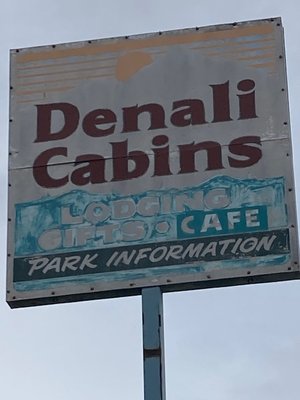 Denali
Cabins
LODGING
GIFTS • CAFE
PARK INFORMATION